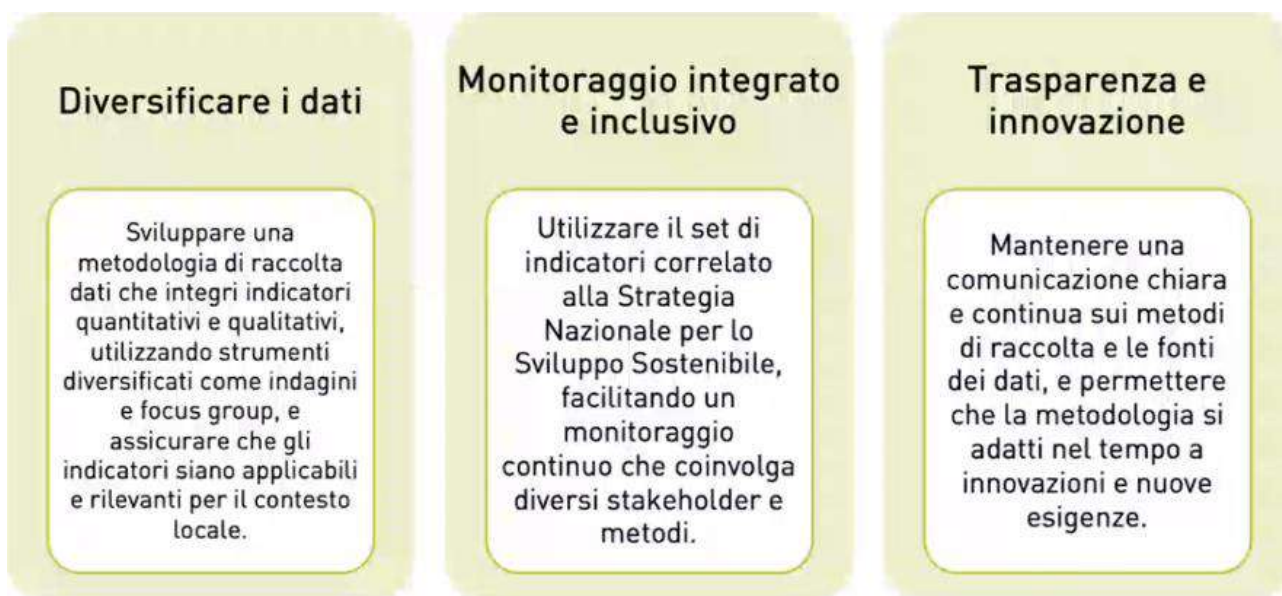 Diversificare i dati
Sviluppare una
metodologia di raccolta
dati che integri indicatori
quantitativi e qualitativi,
utilizzando strumenti
diversificati come indagini
e focus group, e
assicurare che gli
indicatori siano applicabili
e rilevanti per il contesto
locale.
Monitoraggio integrato
e inclusivo
Utilizzare il set di
indicatori correlato
alla Strategia
Nazionale per lo
Sviluppo Sostenibile,
facilitando un
monitoraggio
continuo che coinvolga
diversi stakeholder e
metodi.
Trasparenza e
innovazione
Mantenere una
comunicazione chiara
e continua sui metodi
di raccolta e le fonti
dei dati, e permettere
che la metodologia si
adatti nel tempo a
innovazioni e nuove
esigenze.